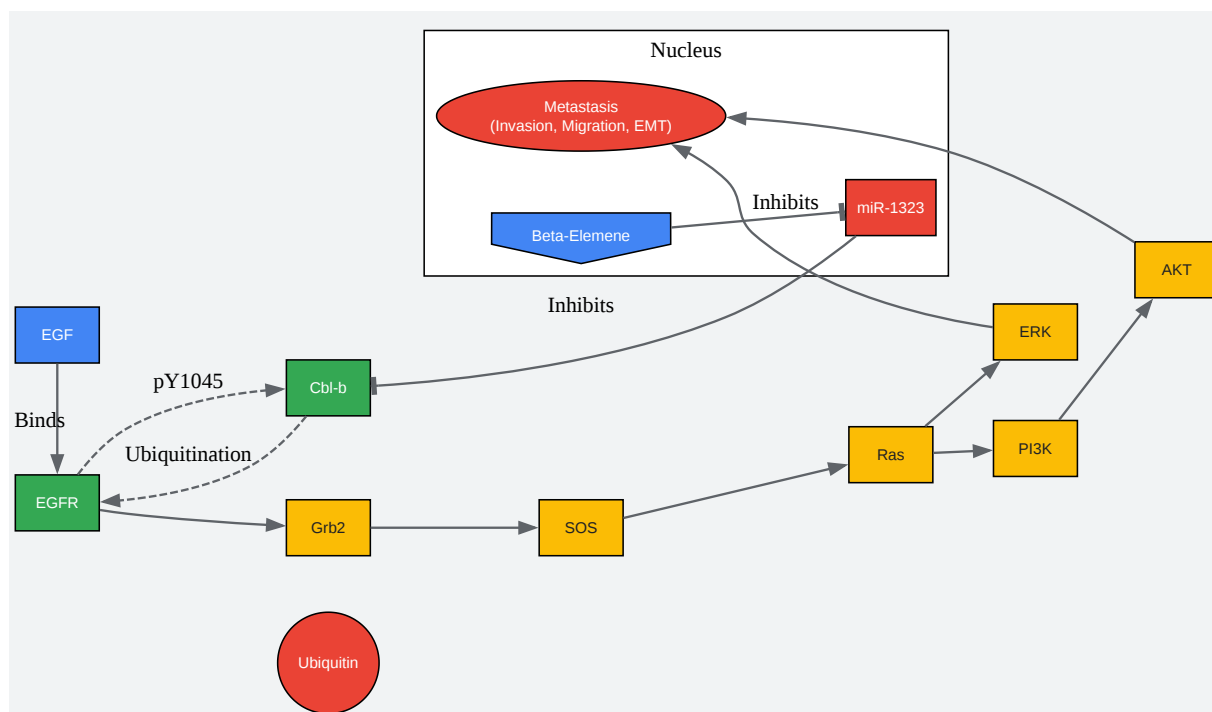 Nucleus
Metastasis
(Invasion, Migration, EMT)
Inhibits
miR-1323
Beta-Elemene
AKT
Inhibits
EGF
ERK
pY1045
Cbl-b
Binds
Ubiquitination
Ras
PI3K
EGFR
Grb2
SOS
Ubiquitin